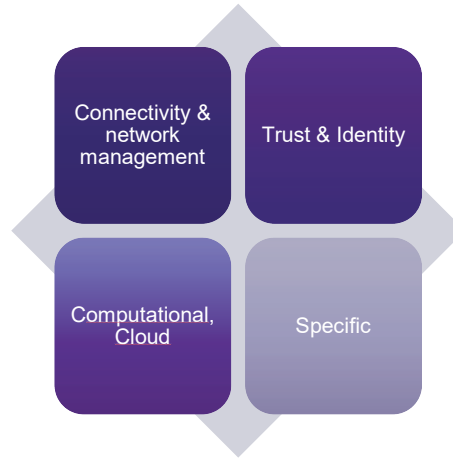 Connectivity &
network
management
Trust & Identity
Computational,
Cloud
Specific